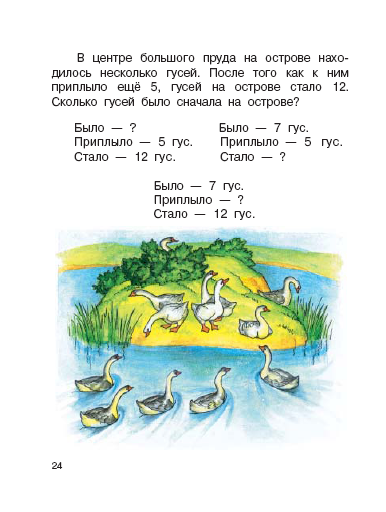 В центре большого пруда на острове нахо-
дилось несколько гусей. После того как к ним
приплыло ещё 5, гусей на острове стало 12.
Сколько гусей было сначала на острове?
Было — ?
Приплыло — 5 гус.
Стало — 12 гус.
Было — 7 гус.
Приплыло — 5 гус.
Стало — ?
Было — 7 гус.
Приплыло — ?
Стало — 12 гус.
24